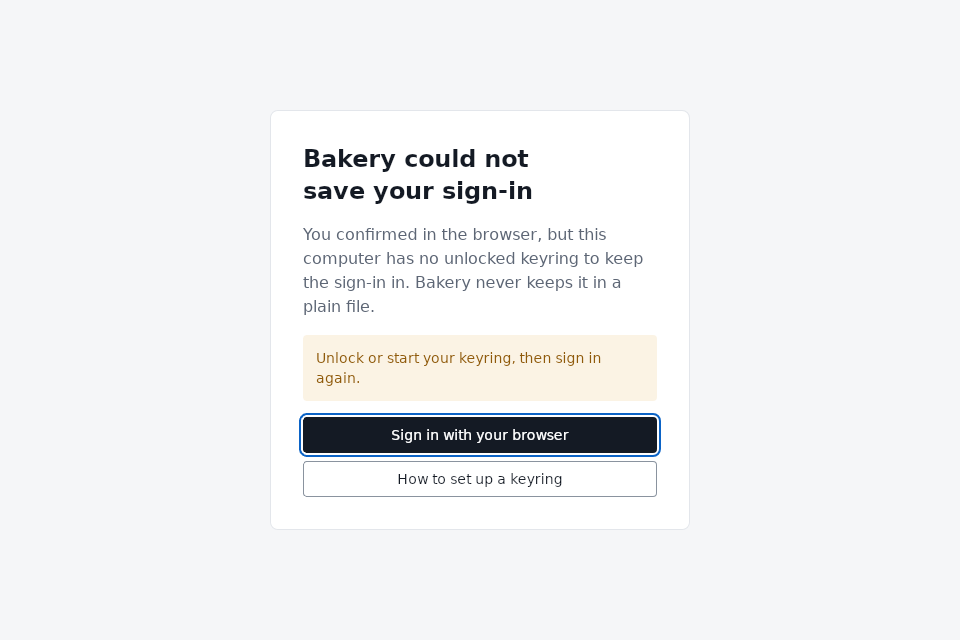 Bakery could not
save your sign-in
You confirmed in the browser, but this
computer has no unlocked keyring to keep
the sign-in in. Bakery never keeps it in a
plain file.
Unlock or start your keyring, then sign in
again.
Sign in with your browser
How to set up a keyring